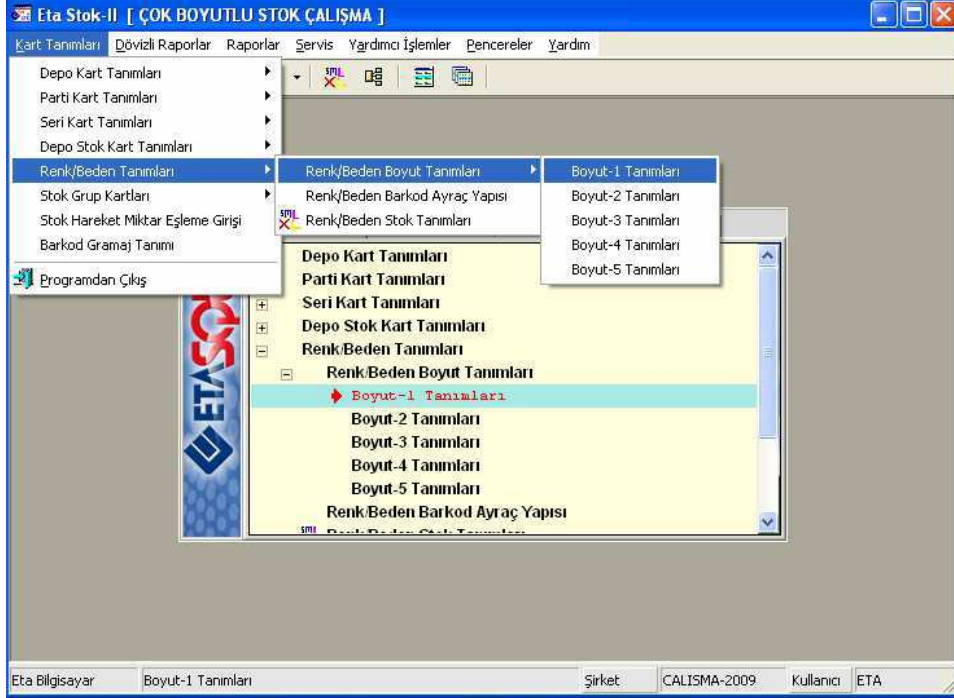 Eta Stok-II [ ÇOK BOYUTLU STOK ÇALIŞMA ]
Kart Tanımları Dövizli Raporlar Raporlar Servis Yardımcı İşlemler Pencereler Yardım
Depo Kart Tanımları
Parti Kart Tanımları
Seri Kart Tanımları
Depo Stok Kart Tanımları
Renk/Beden Tanımları
Stok Grup Kartları
Stok Hareket Miktar Eşleme Girişi
Barkod Gramaj Tanımı
Programdan Çıkış
Renk/Beden Boyut Tanımları
Renk/Beden Barkod Ayraç Yapısı
Renk/Beden Stok Tanımları
Boyut-1 Tanımları
Boyut-2 Tanımları
Boyut-3 Tanımları
Boyut-4 Tanımları
Boyut-5 Tanımları
Depo Kart Tanımları
Parti Kart Tanımları
Seri Kart Tanımları
Depo Stok Kart Tanımları
Renk/Beden Tanımları
Renk/Beden Boyut Tanımları
Boyut-1 Tanımları
Boyut-2 Tanımları
Boyut-3 Tanımları
Boyut-4 Tanımları
Boyut-5 Tanımları
Renk/Beden Barkod Ayraç Yapısı
ETA
Eta Bilgisayar Boyut-1 Tanımları Şirket CALISMA-2009 Kullanıcı ETA